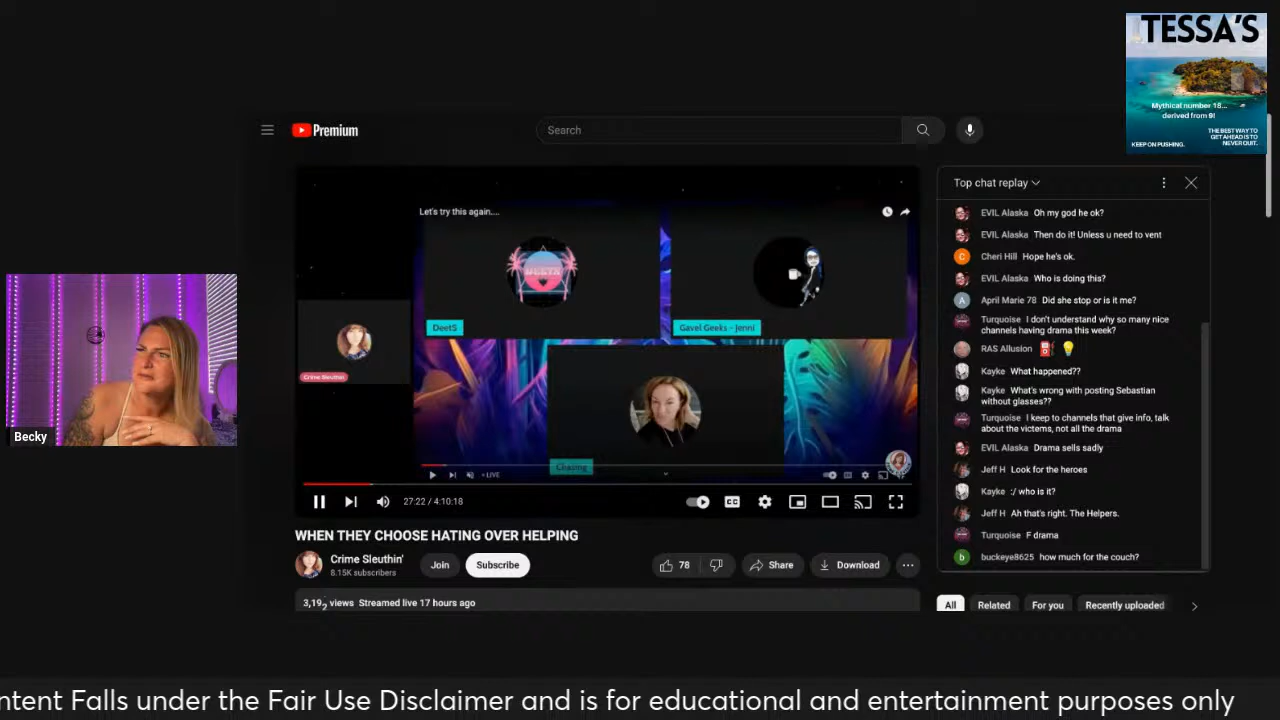 TESSA'S
Mythical number 18...
derived from 9!
THE BEST WAY TO
GET AHEAD IS TO
NEVER QUIT.
KEEP ON PUSHING.
Premium
Search
Let's try this again....
DeetS
Gavel Geeks - Jenni
Crime Sleuthin'
Chasing
LIVE
27:22 / 4:10:18
CC
Top chat replay
EVIL Alaska Oh my god he ok?
EVIL Alaska Then do it! Unless u need to vent
C Cheri Hill Hope he's ok.
EVIL Alaska Who is doing this?
A April Marie 78 Did she stop or is it me?
Turquoise I don't understand why so many
nice channels having drama this week?
RAS Allusion
Kayke What happened??
Kayke What's wrong with posting Sebastian
without glasses??
Turquoise I keep to channels that give info, talk
about the victims, not all the drama
EVIL Alaska Drama sells sadly
Jeff H Look for the heroes
Kayke :/ who is it?
Jeff H Ah that's right. The Helpers.
Turquoise F drama
b buckeye8625 how much for the couch?
Becky
WHEN THEY CHOOSE HATING OVER HELPING
Crime Sleuthin'
8.15K subscribers
Join
Subscribe
78
Share
Download
3,192 views Streamed live 17 hours ago
All Related For you Recently uploaded
ntent Falls under the Fair Use Disclaimer and is for educational and entertainment purposes only